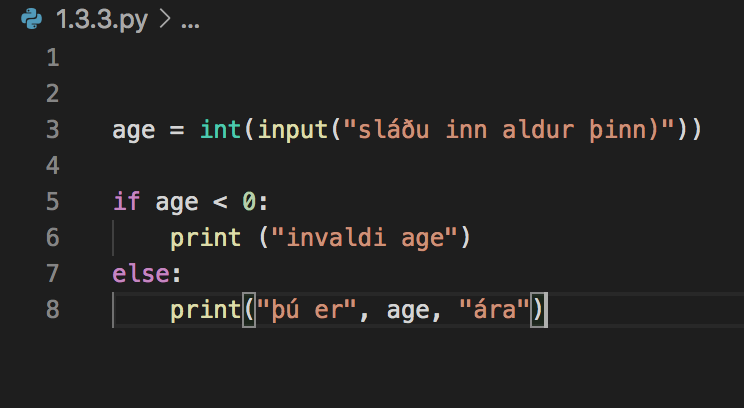 1.3.3.py > ...
1
2
3 age = int(input("sláðu inn aldur þinn)"))
4
5 if age < 0:
6 print ("invaldi age")
7 else:
8 print("þú er", age, "ára")